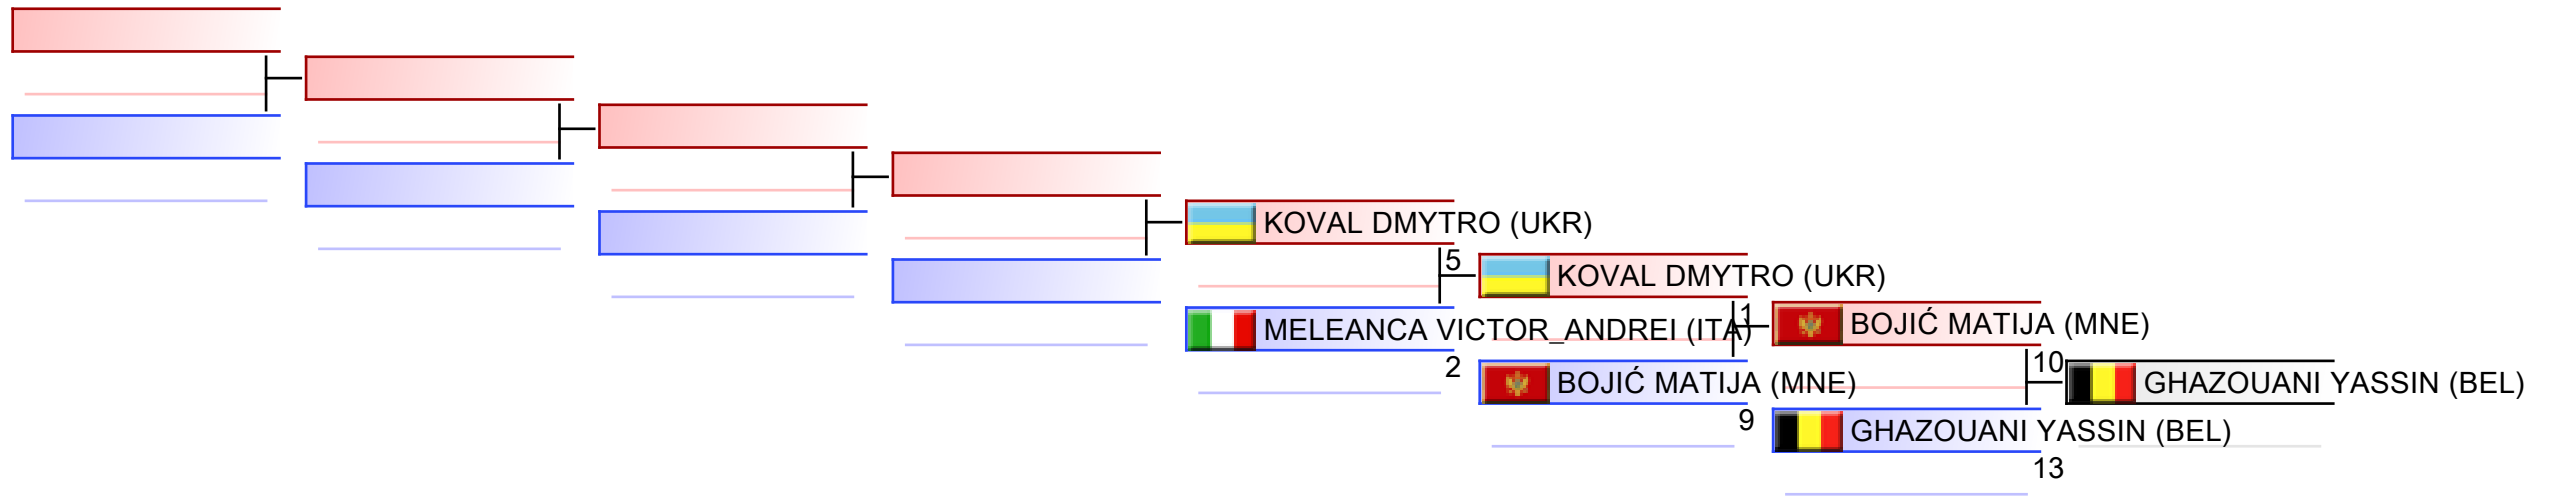 KOVAL DMYTRO (UKR)
5
KOVAL DMYTRO (UKR)
MELEANCA VICTOR_ANDREI (ITA)
1
BOJIĆ MATIJA (MNE)
2
BOJIĆ MATIJA (MNE)
10
GHAZOUANI YASSIN (BEL)
9
GHAZOUANI YASSIN (BEL)
13